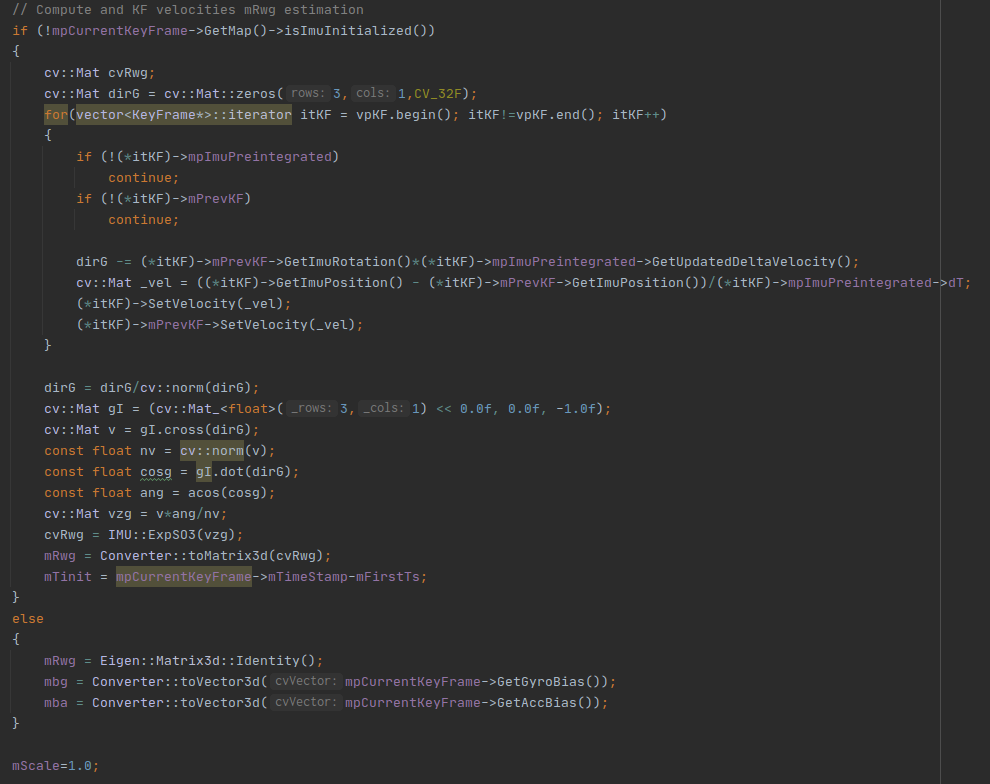 // Compute and KF velocities mRwg estimation
if (!mpCurrentKeyFrame->GetMap()->isImuInitialized())
{
cv::Mat cvRwg;
cv::Mat dirG = cv::Mat::zeros( rows: 3, cols: 1,CV_32F);
for(vector<KeyFrame*>::iterator itKF = vpKF.begin(); itKF!=vpKF.end(); itKF++)
{
if (!(*itKF)->mpImuPreintegrated)
continue;
if (!(*itKF)->mPrevKF)
continue;
dirG -= (*itKF)->mPrevKF->GetImuRotation()*(*itKF)->mpImuPreintegrated->GetUpdatedDeltaVelocity();
cv::Mat _vel = ((*itKF)->GetImuPosition() - (*itKF)->mPrevKF->GetImuPosition())/(*itKF)->mpImuPreintegrated->dT;
(*itKF)->SetVelocity(_vel);
(*itKF)->mPrevKF->SetVelocity(_vel);
}
dirG = dirG/cv::norm(dirG);
cv::Mat gI = (cv::Mat_<float>( _rows: 3, _cols: 1) << 0.0f, 0.0f, -1.0f);
cv::Mat v = gI.cross(dirG);
const float nv = cv::norm(v);
const float cosg = gI.dot(dirG);
const float ang = acos(cosg);
cv::Mat vzg = v*ang/nv;
cvRwg = IMU::ExpSO3(vzg);
mRwg = Converter::toMatrix3d(cvRwg);
mTinit = mpCurrentKeyFrame->mTimeStamp-mFirstTs;
}
else
{
mRwg = Eigen::Matrix3d::Identity();
mbg = Converter::toVector3d( cvVector: mpCurrentKeyFrame->GetGyroBias());
mba = Converter::toVector3d( cvVector: mpCurrentKeyFrame->GetAccBias());
}
mScale=1.0;